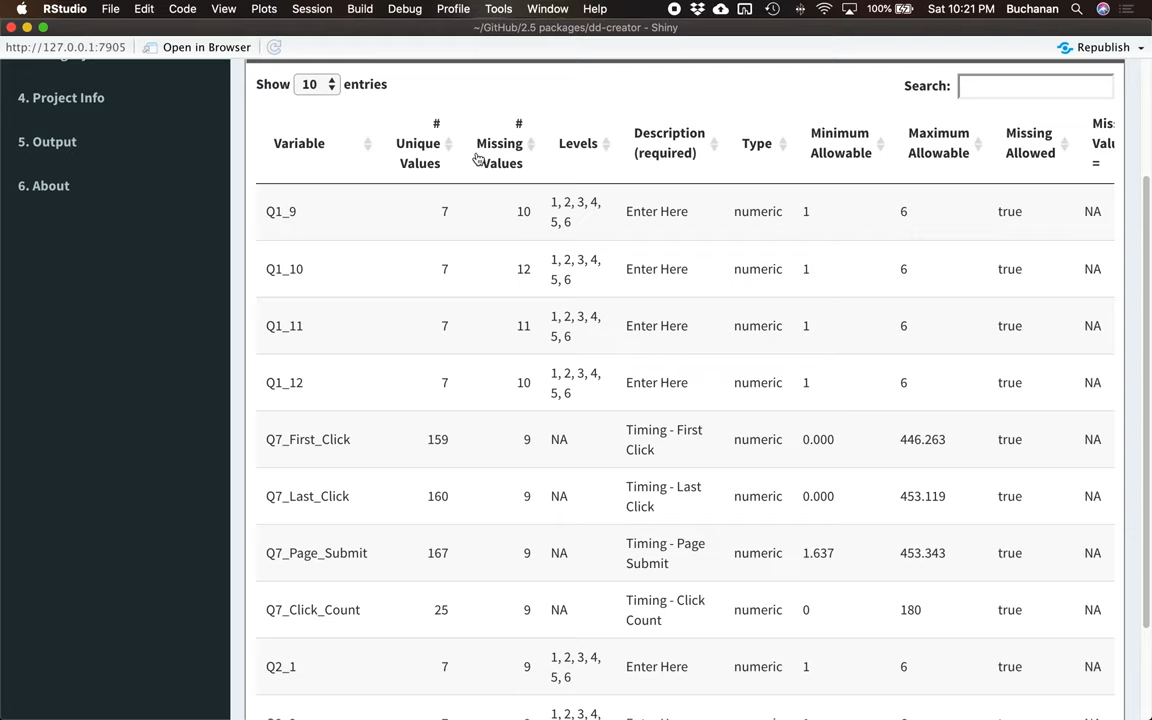 RStudio File Edit Code View Plots Session Build Debug Profile Tools Window Help 100% Sat 10:21 PM Buchanan
~/GitHub/2.5 packages/dd-creator - Shiny
http://127.0.0.1:7905 Open in Browser Republish
4. Project Info
5. Output
6. About
Show 10 entries Search:
Variable # Unique Values # Missing Values Levels Description (required) Type Minimum Allowable Maximum Allowable Missing Allowed =
Q1_9 7 10 1, 2, 3, 4, 5, 6 Enter Here numeric 1 6 true NA
Q1_10 7 12 1, 2, 3, 4, 5, 6 Enter Here numeric 1 6 true NA
Q1_11 7 11 1, 2, 3, 4, 5, 6 Enter Here numeric 1 6 true NA
Q1_12 7 10 1, 2, 3, 4, 5, 6 Enter Here numeric 1 6 true NA
Q7_First_Click 159 9 NA Timing - First Click numeric 0.000 446.263 true NA
Q7_Last_Click 160 9 NA Timing - Last Click numeric 0.000 453.119 true NA
Q7_Page_Submit 167 9 NA Timing - Page Submit numeric 1.637 453.343 true NA
Q7_Click_Count 25 9 NA Timing - Click Count numeric 0 180 true NA
Q2_1 7 9 1, 2, 3, 4, 5, 6 Enter Here numeric 1 6 true NA
1, 2, 3, 4,